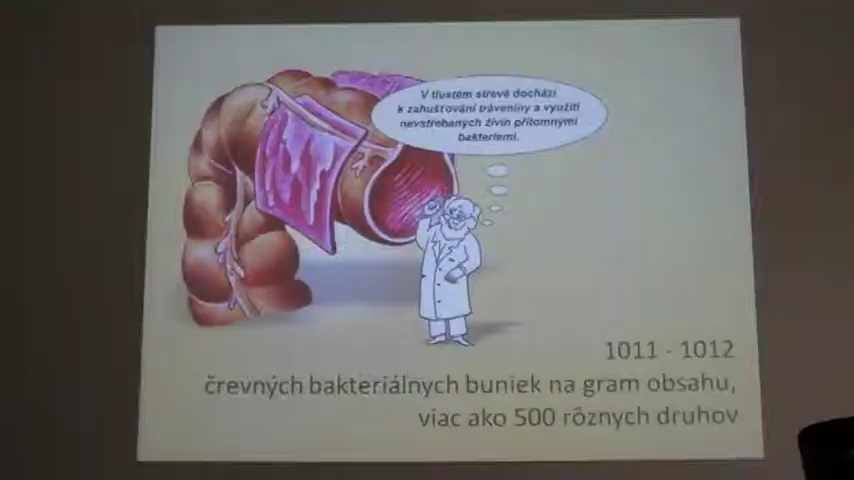 V tlustém střevě dochází
k zahušťování tráveniny a využití
nevstřebaných živin přítomnými
bakteriemi.
1011 - 1012
črevných bakteriálnych buniek na gram obsahu,
viac ako 500 rôznych druhov